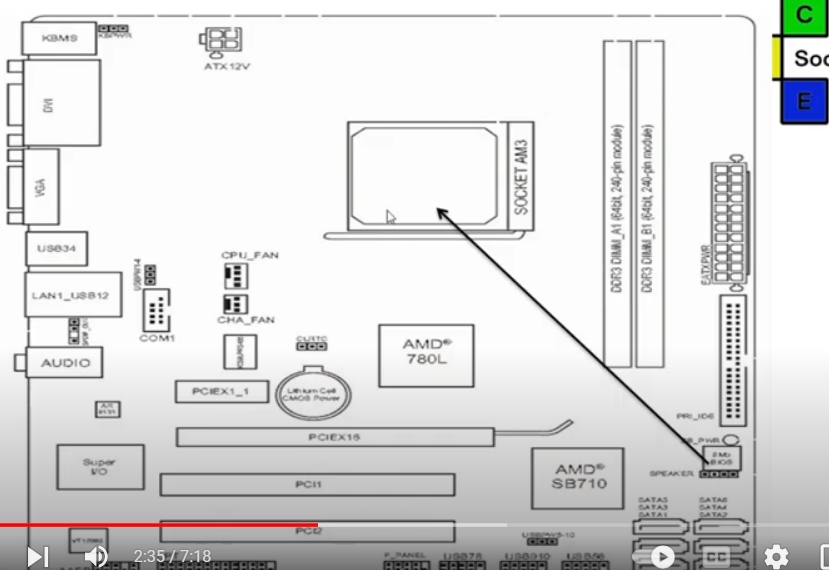 C
KBMS
KBPWR
ATX12V
Soc
E
DVI
VGA
SOCKET AM3
DDR3 DIMM_A1 (64bit, 240-pin module)
DDR3 DIMM_B1 (64bit, 240-pin module)
EATXPWR
USB34
LAN1_USB12
CPU_FAN
CHA_FAN
COM1
AUDIO
CLRTC
AMD®
780L
PCIEX1_1
Lithium Cell
CMOS Power
PRI_IDE
SB_PWR
8Mb
BIOS
SPEAKER
PCIEX16
Super
I/O
AMD®
SB710
PCI1
SATA5
SATA6
SATA3
SATA4
SATA1
SATA2
PCI2
USBPW5-10
F_PANEL
USB78
USB910
USB56
2:35 / 7:18
CC